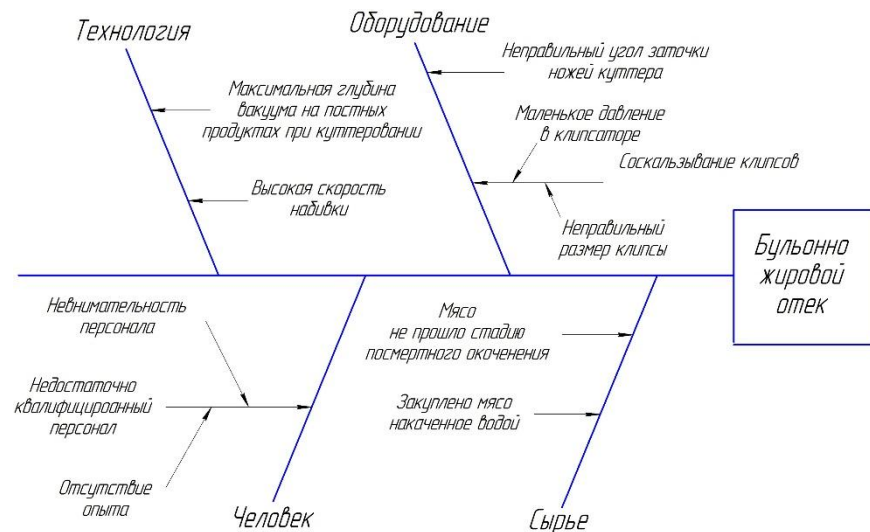 Технология
Оборудование
Неправильный угол заточки
ножей куттера
Максимальная глубина
вакуума на постных
продуктах при куттеровании
Маленькое давление
в клипсаторе
Соскальзывание клипсов
Высокая скорость
набивки
Неправильный
размер клипсы
Бульонно
жировой
отек
Невнимательность
персонала
Мясо
не прошло стадию
посмертного окоченения
Недостаточно
квалифицироанный
персонал
Закуплено мясо
накаченное водой
Отсутствие
опыта
Человек
Сырье